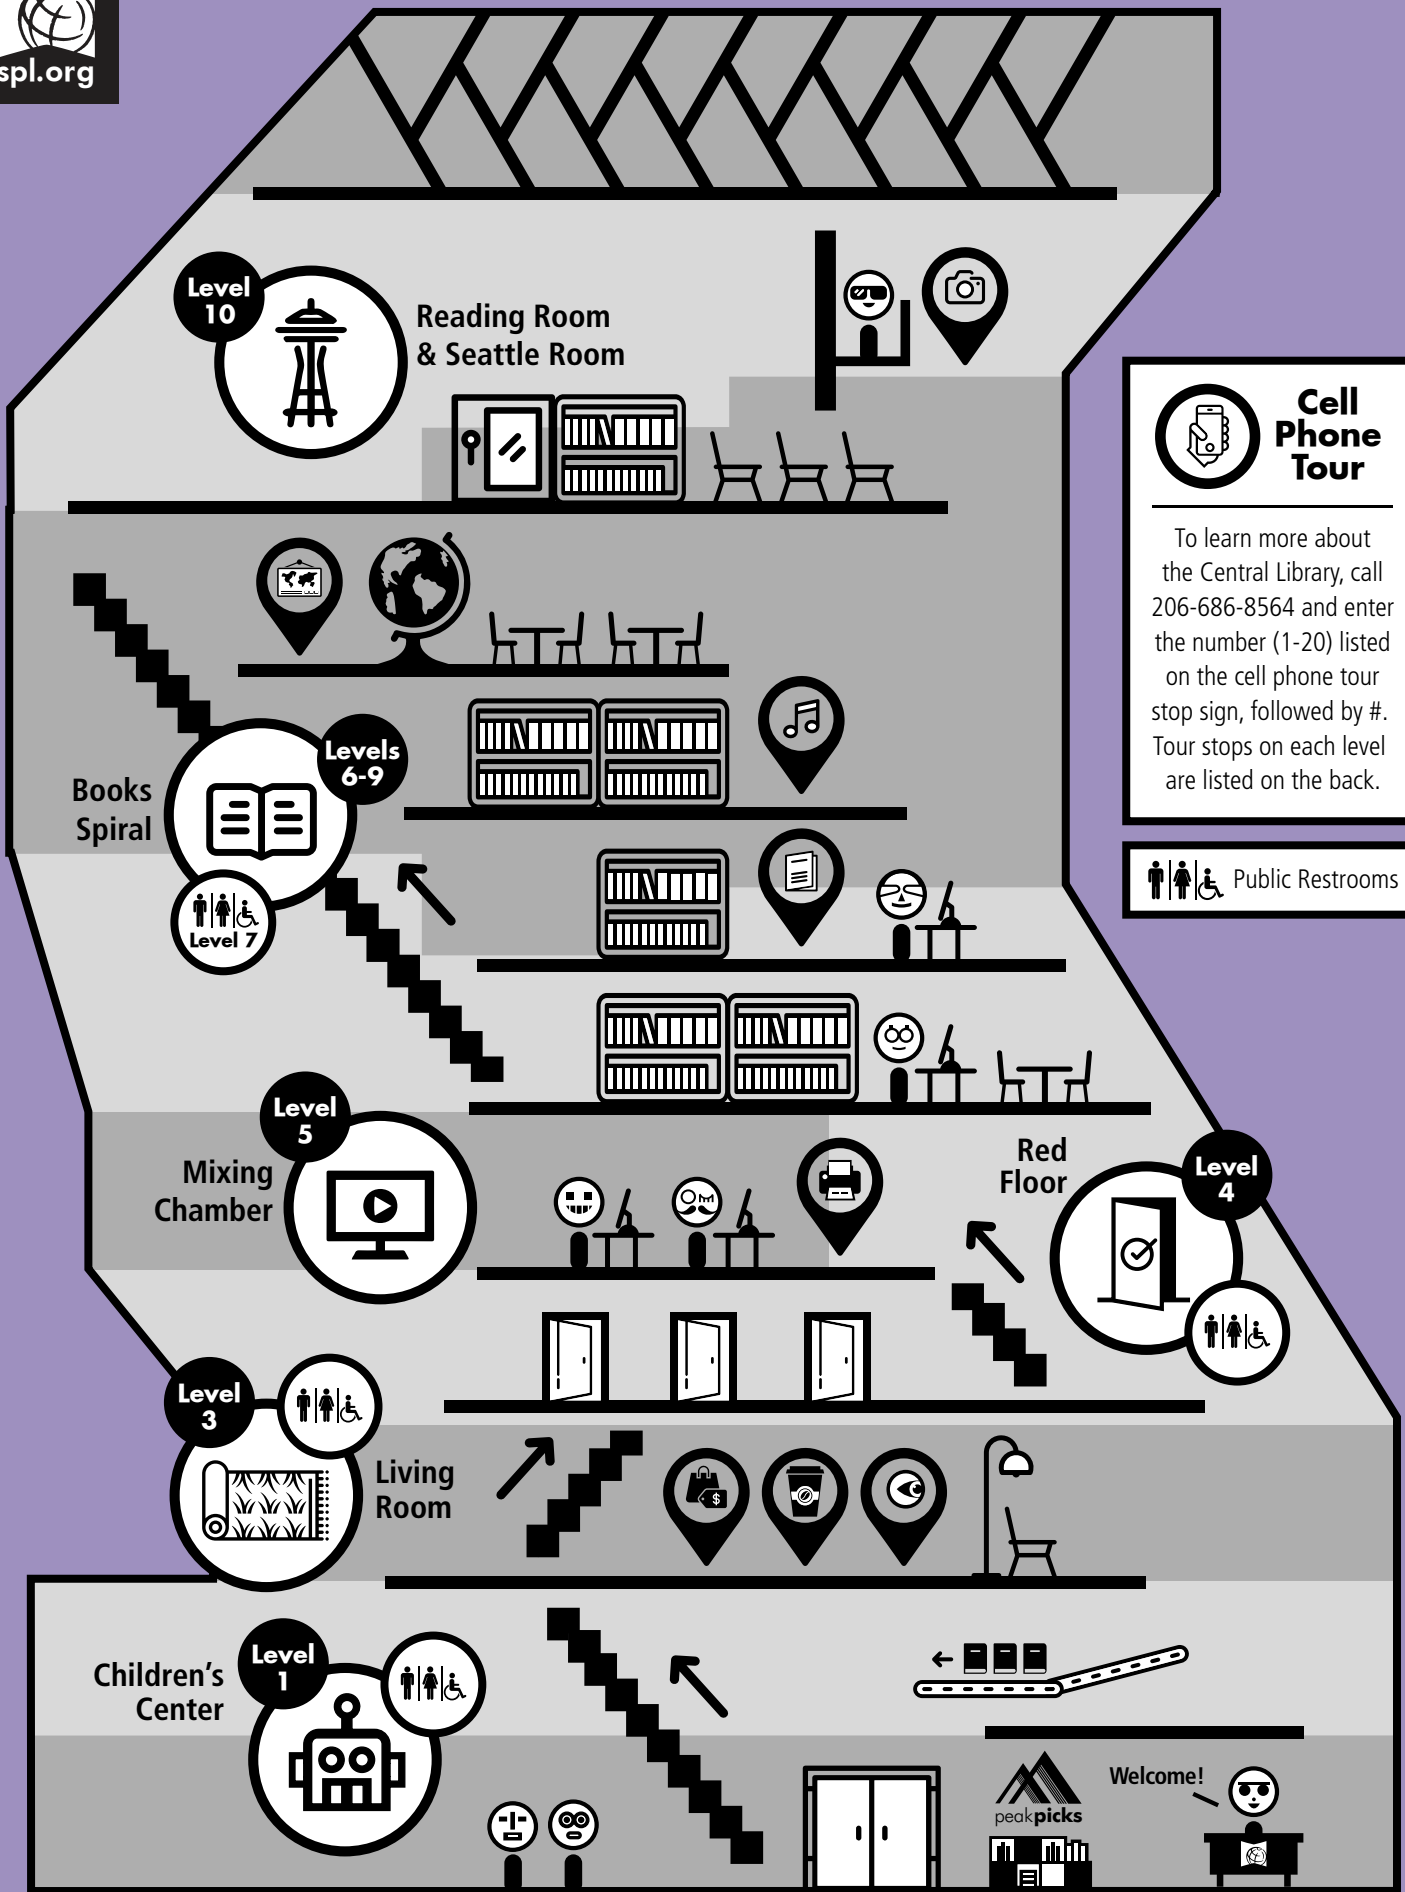 spl.org
Level
10
Reading Room
& Seattle Room
Cell
Phone
Tour
To learn more about
the Central Library, call
206-686-8564 and enter
the number (1-20) listed
on the cell phone tour
stop sign, followed by #.
Tour stops on each level
are listed on the back.
Public Restrooms
Levels
6-9
Books
Spiral
Level 7
Level
5
Mixing
Chamber
Red
Floor
Level
4
Level
3
Living
Room
$
Level
1
Children's
Center
Welcome!
peakpicks